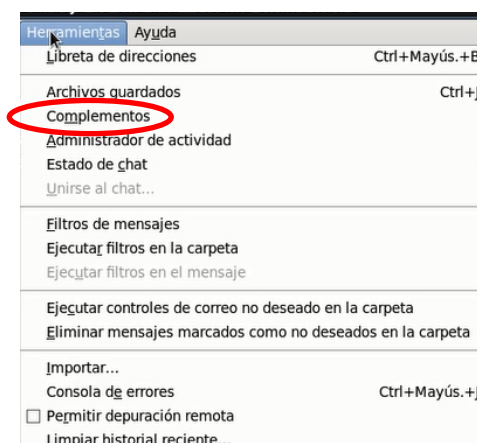 Herramientas Ayuda
Libreta de direcciones Ctrl+Mayús.+B
Archivos guardados Ctrl+J
Complementos
Administrador de actividad
Estado de chat
Unirse al chat...
Filtros de mensajes
Ejecutar filtros en la carpeta
Ejecutar filtros en el mensaje
Ejecutar controles de correo no deseado en la carpeta
Eliminar mensajes marcados como no deseados en la carpeta
Importar...
Consola de errores Ctrl+Mayús.+J
Permitir depuración remota
Limpiar historial reciente...